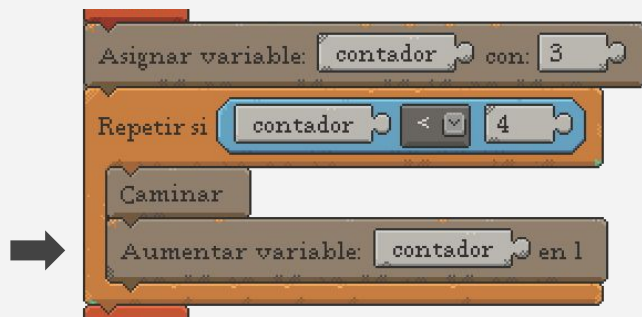 Asignar variable: contador con: 3
Repetir si contador < 4
Caminar
Aumentar variable: contador en 1